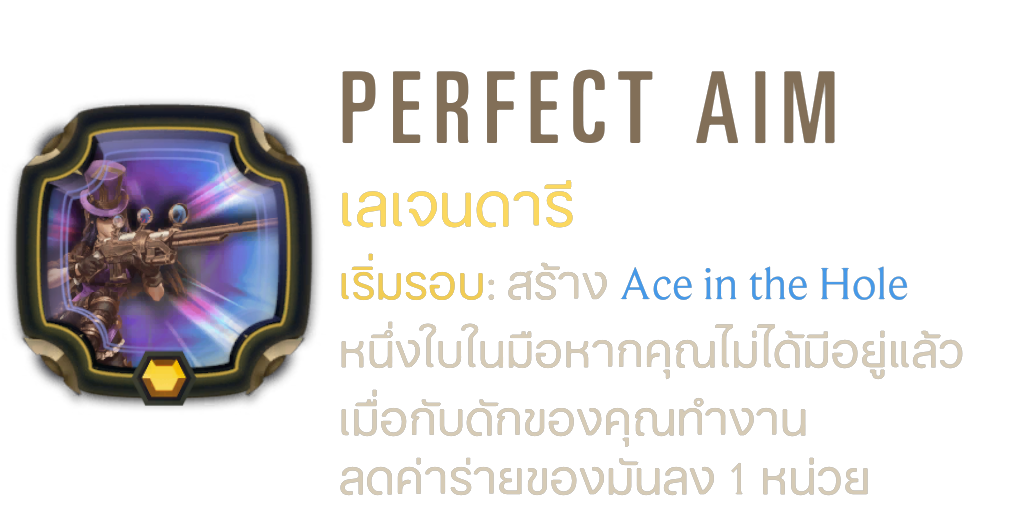 PERFECT AIM
เลเจนดารี
เริ่มรอบ: สร้าง Ace in the Hole
หนึ่งใบในมือหากคุณไม่ได้มีอยู่แล้ว
เมื่อกับดักของคุณทำงาน
ลดค่าร่ายของมันลง 1 หน่วย